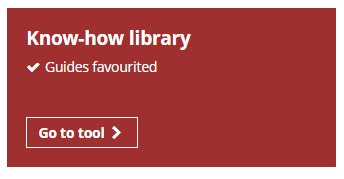 Know-how library
Guides favourited
Go to tool